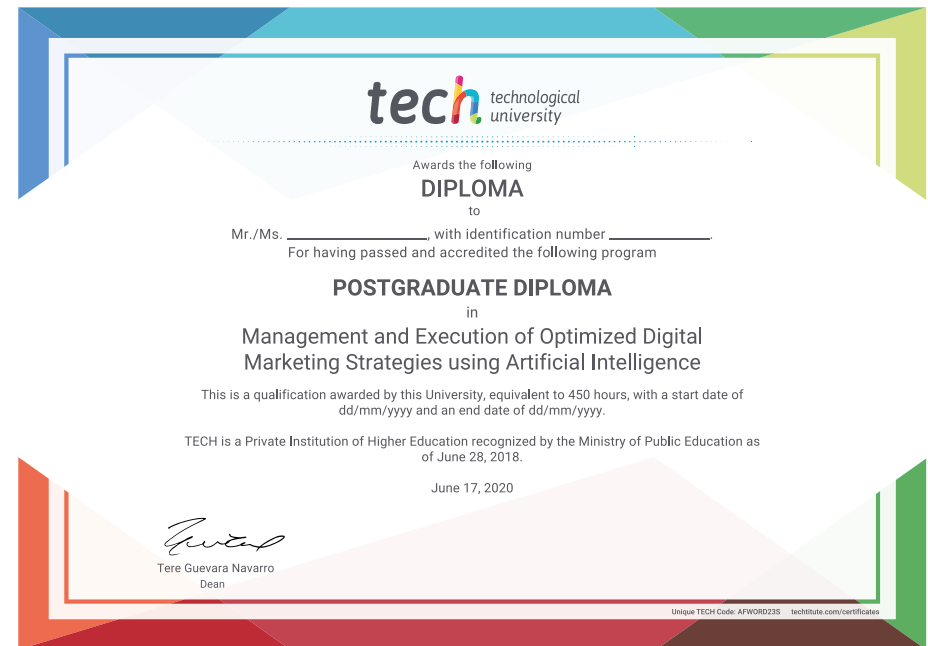 tech technological
university
Awards the following
DIPLOMA
to
Mr./Ms. ____________________, with identification number ______________.
For having passed and accredited the following program
POSTGRADUATE DIPLOMA
in
Management and Execution of Optimized Digital
Marketing Strategies using Artificial Intelligence
This is a qualification awarded by this University, equivalent to 450 hours, with a start date of
dd/mm/yyyy and an end date of dd/mm/yyyy.
TECH is a Private Institution of Higher Education recognized by the Ministry of Public Education as
of June 28, 2018.
June 17, 2020
Tere Guevara Navarro
Dean
Unique TECH Code: AFWORD23S techtitute.com/certificates